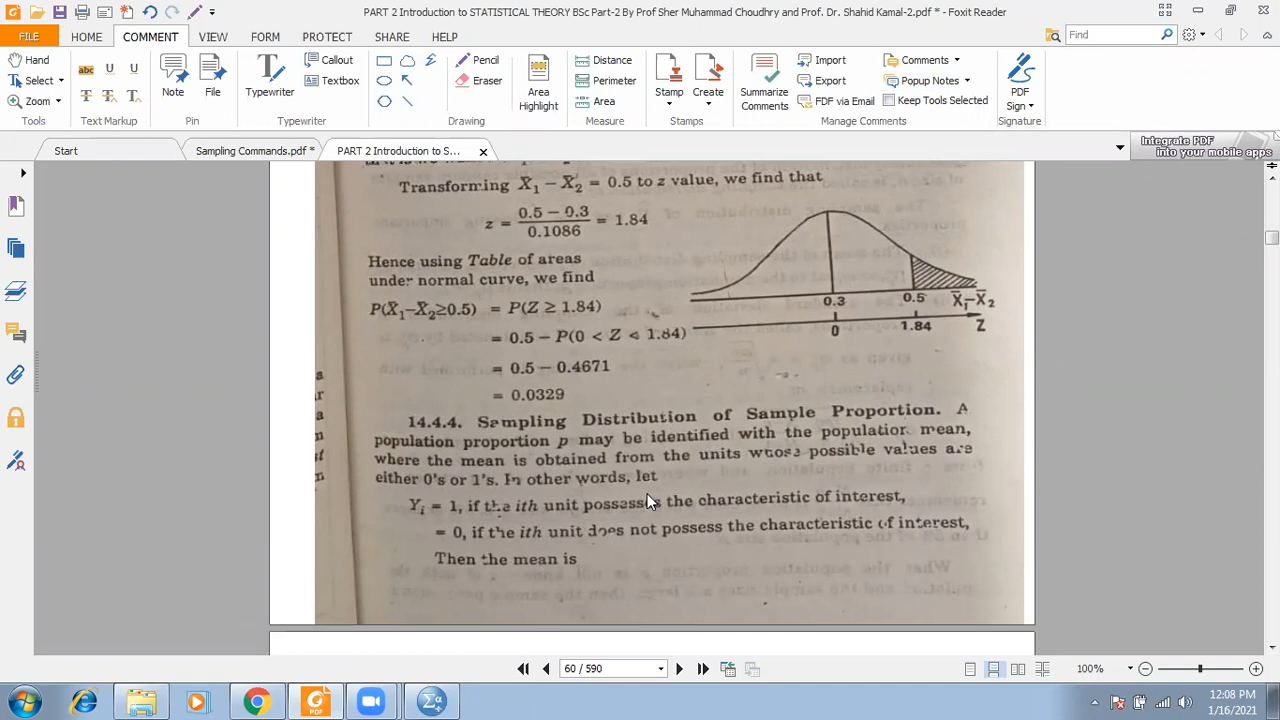 PART 2 Introduction to STATISTICAL THEORY BSc Part-2 By Prof Sher Muhammad Chaudhry and Prof. Dr. Shahid Kamal-2.pdf * - Foxit Reader
FILE HOME COMMENT VIEW FORM PROTECT SHARE HELP
Find
Hand
Select
Zoom
Tools
Text Markup
Note
File
Pin
Typewriter
Callout
Textbox
Typewriter
Pencil
Eraser
Drawing
Area
Highlight
Distance
Perimeter
Area
Measure
Stamp
Create
Stamps
Summarize
Comments
Import
Export
FDF via Email
Comments
Popup Notes
Keep Tools Selected
Manage Comments
PDF
Sign
Signature
Start
Sampling Commands.pdf *
PART 2 Introduction to S...
Integrate PDF
into your mobile apps
Transforming X̄₁ − X̄₂ = 0.5 to z value, we find that
z = (0.5 − 0.3) / 0.1086 = 1.84
Hence using Table of areas
under normal curve, we find
P(X̄₁−X̄₂≥0.5) = P(Z ≥ 1.84)
= 0.5 − P(0 < Z < 1.84)
= 0.5 − 0.4671
= 0.0329
0.3 0.5 X̄₁−X̄₂
0 1.84 Z
14.4.4. Sampling Distribution of Sample Proportion. A
population proportion p may be identified with the population mean,
where the mean is obtained from the units whose possible values are
either 0's or 1's. In other words, let
Yᵢ = 1, if the ith unit possesses the characteristic of interest,
= 0, if the ith unit does not possess the characteristic of interest,
Then the mean is
60 / 590
100%
12:08 PM
1/16/2021